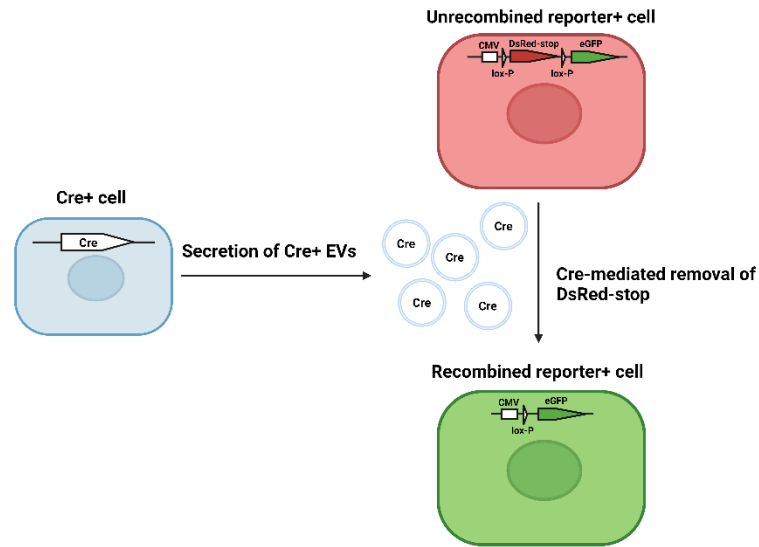 Unrecombined reporter+ cell
CMV DsRed-stop eGFP
lox-P lox-P
Cre+ cell
Cre
Secretion of Cre+ EVs
Cre
Cre
Cre
Cre
Cre
Cre-mediated removal of
DsRed-stop
Recombined reporter+ cell
CMV eGFP
lox-P